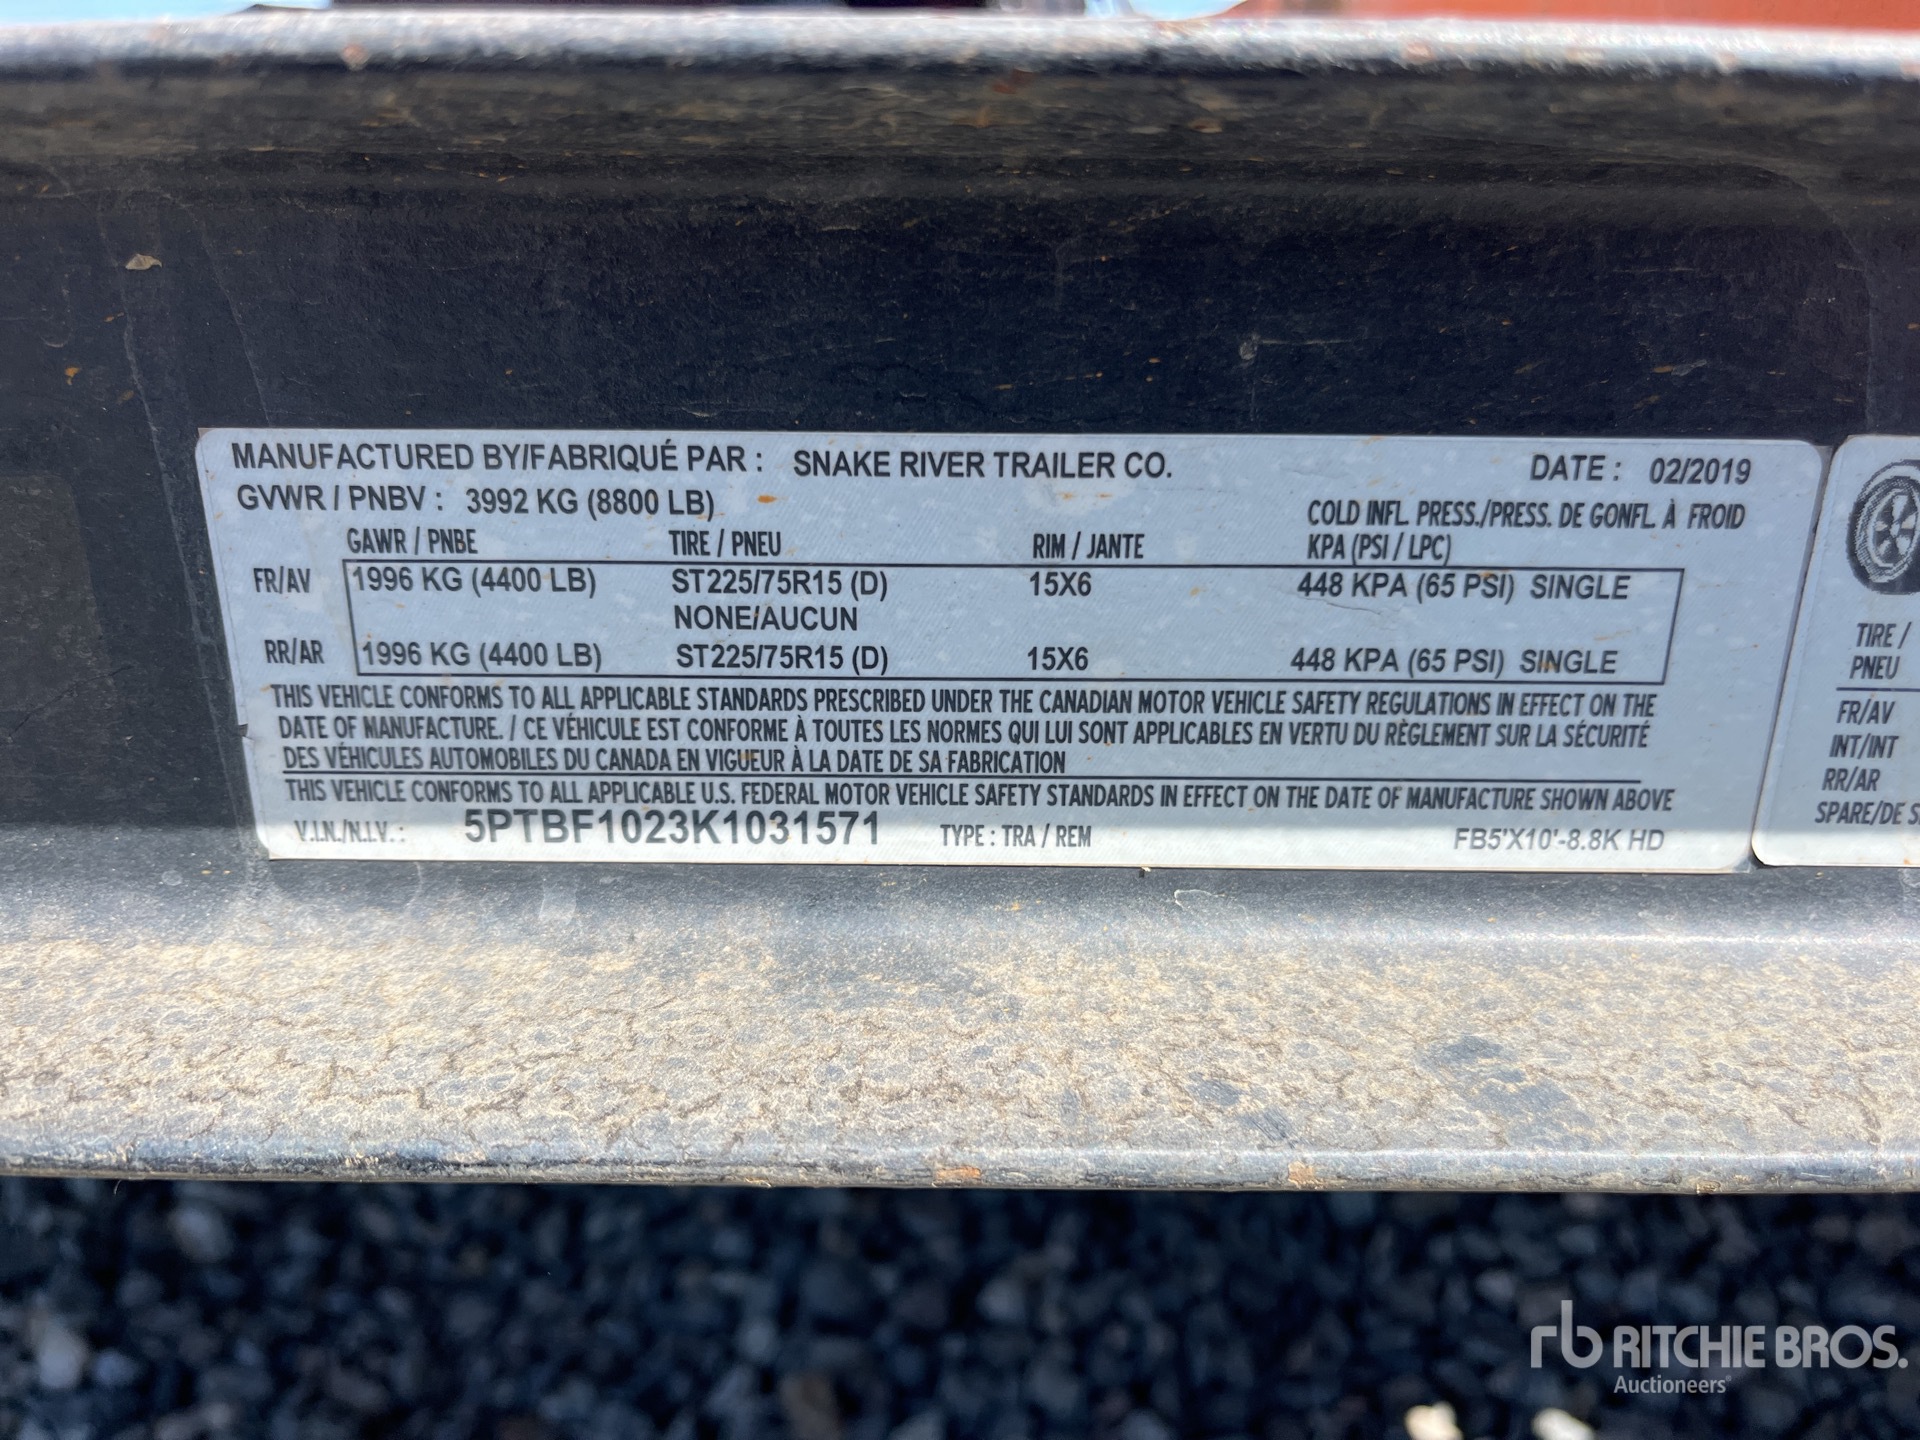 MANUFACTURED BY/FABRIQUÉ PAR : SNAKE RIVER TRAILER CO. DATE : 02/2019
GVWR / PNBV : 3992 KG (8800 LB)
COLD INFL. PRESS./PRESS. DE GONFL. À FROID
GAWR / PNBE TIRE / PNEU RIM / JANTE KPA (PSI / LPC)
FR/AV 1996 KG (4400 LB) ST225/75R15 (D) 15X6 448 KPA (65 PSI) SINGLE
NONE/AUCUN
RR/AR 1996 KG (4400 LB) ST225/75R15 (D) 15X6 448 KPA (65 PSI) SINGLE
THIS VEHICLE CONFORMS TO ALL APPLICABLE STANDARDS PRESCRIBED UNDER THE CANADIAN MOTOR VEHICLE SAFETY REGULATIONS IN EFFECT ON THE
DATE OF MANUFACTURE. / CE VÉHICULE EST CONFORME À TOUTES LES NORMES QUI LUI SONT APPLICABLES EN VERTU DU RÈGLEMENT SUR LA SÉCURITÉ
DES VÉHICULES AUTOMOBILES DU CANADA EN VIGUEUR À LA DATE DE SA FABRICATION
THIS VEHICLE CONFORMS TO ALL APPLICABLE U.S. FEDERAL MOTOR VEHICLE SAFETY STANDARDS IN EFFECT ON THE DATE OF MANUFACTURE SHOWN ABOVE
V.I.N./N.I.V. : 5PTBF1023K1031571 TYPE : TRA / REM FB5'X10'-8.8K HD
TIRE /
PNEU
FR/AV
INT/INT
RR/AR
SPARE/DE
rb RITCHIE BROS.
Auctioneers